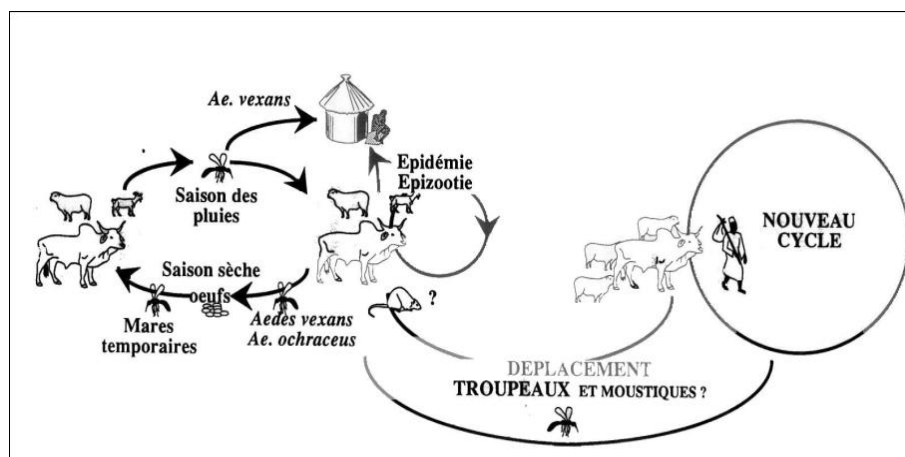 Ae. vexans
Epidémie
Epizootie
Saison des
pluies
NOUVEAU
CYCLE
Saison sèche
oeufs
?
Mares
temporaires
Aedes vexans
Ae. ochraceus
DEPLACEMENT
TROUPEAUX ET MOUSTIQUES ?